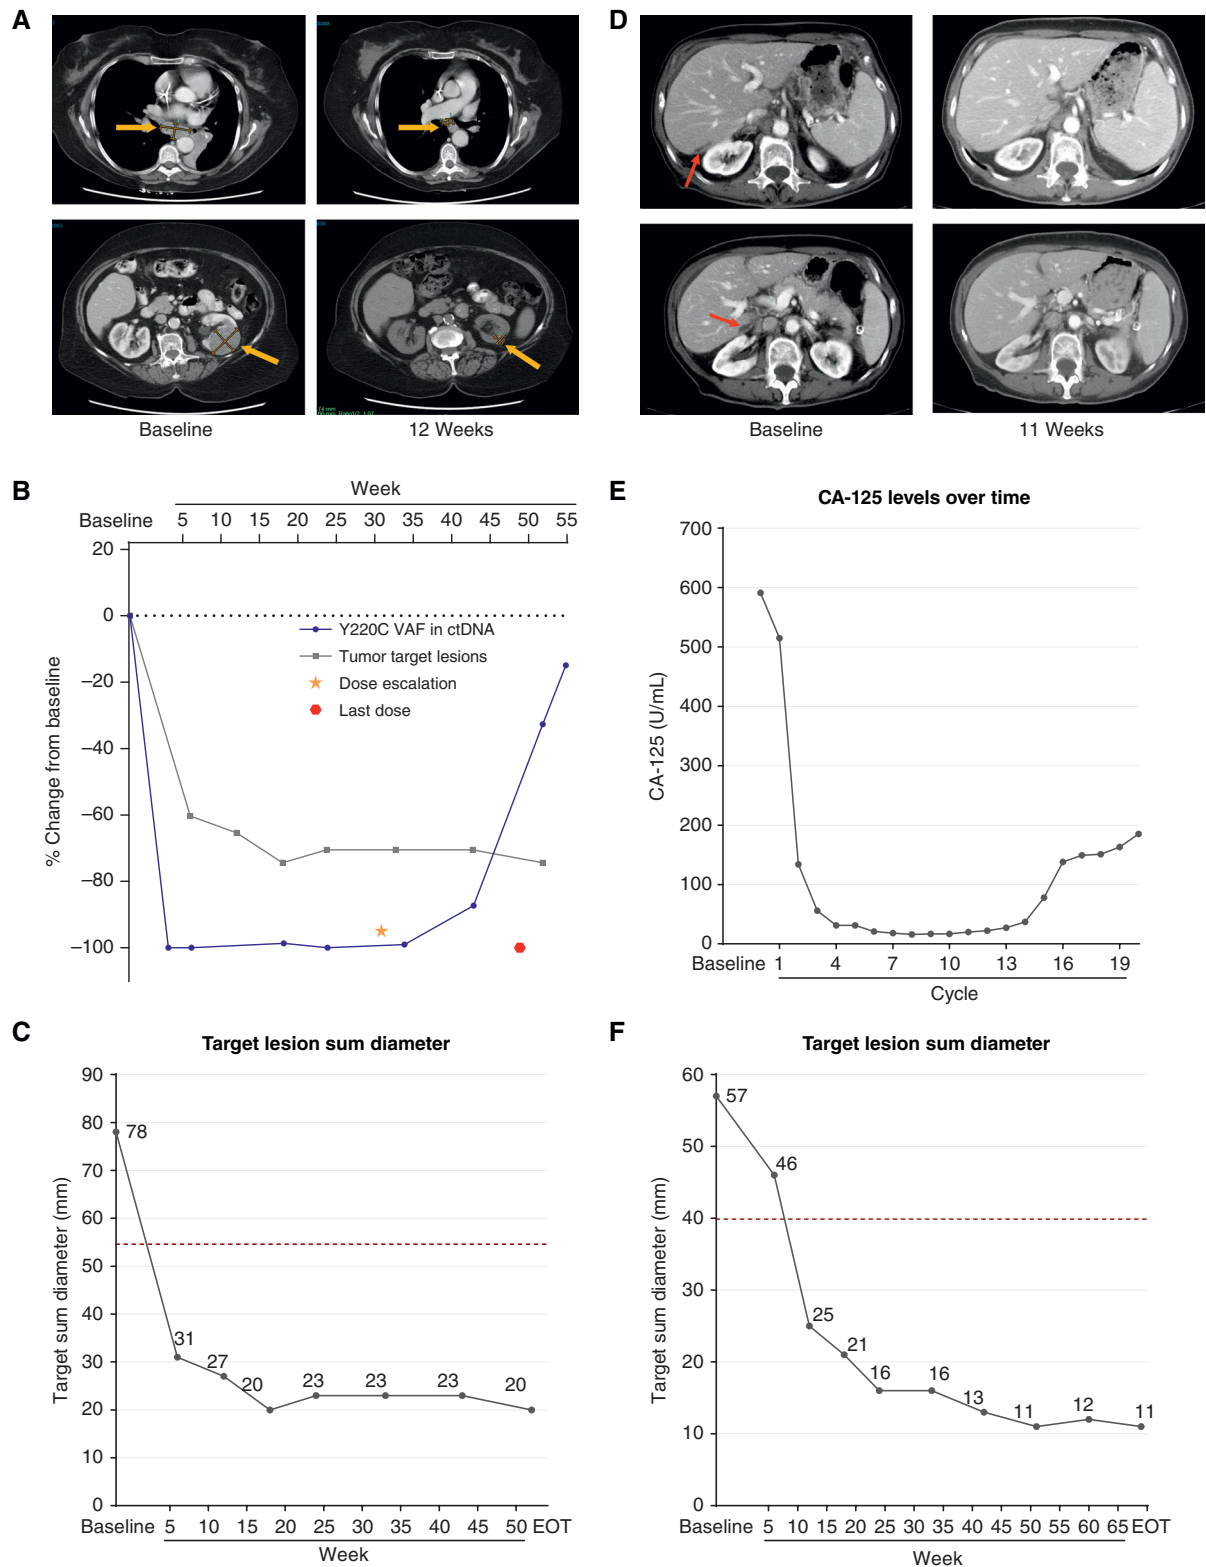 A
Baseline
12 Weeks
D
Baseline
11 Weeks
B
Week
Baseline 5 10 15 20 25 30 35 40 45 50 55
20
0
−20
−40
−60
−80
−100
% Change from baseline
Y220C VAF in ctDNA
Tumor target lesions
Dose escalation
Last dose
E
CA-125 levels over time
700
600
500
400
300
200
100
0
CA-125 (U/mL)
Baseline 1 4 7 10 13 16 19
Cycle
C
Target lesion sum diameter
90
80
70
60
50
40
30
20
10
0
Target sum diameter (mm)
78
31
27
20
23
23
23
20
Baseline 5 10 15 20 25 30 35 40 45 50 EOT
Week
F
Target lesion sum diameter
60
50
40
30
20
10
0
Target sum diameter (mm)
57
46
25
21
16
16
13
11
12
11
Baseline 5 10 15 20 25 30 35 40 45 50 55 60 65 EOT
Week